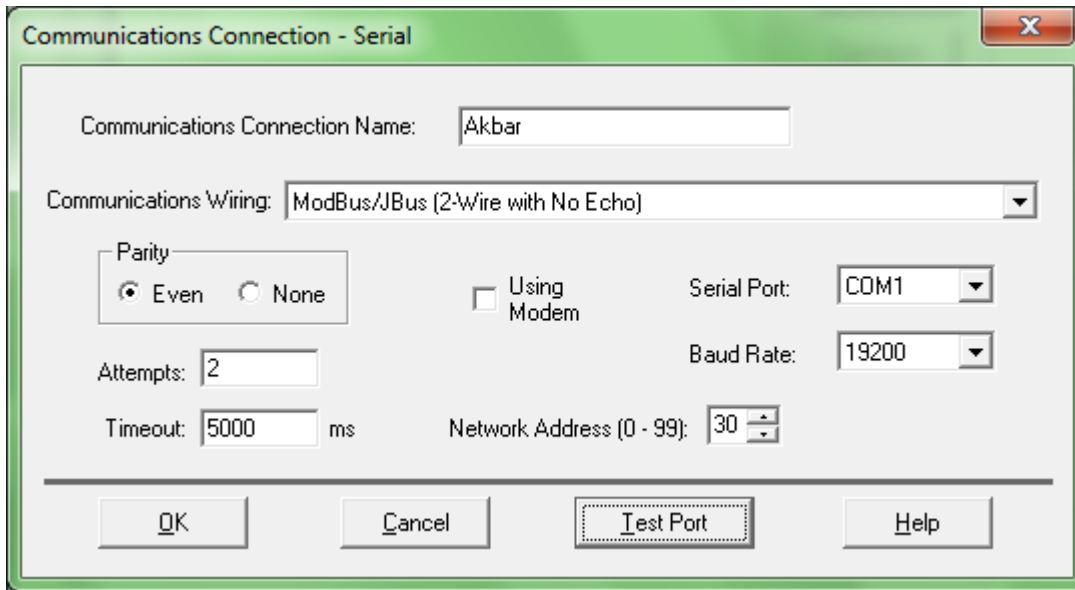 Communications Connection - Serial
Communications Connection Name: Akbar
Communications Wiring: ModBus/JBus (2-Wire with No Echo)
Parity
Even None
Using
Modem
Serial Port: COM1
Baud Rate: 19200
Attempts: 2
Timeout: 5000 ms
Network Address (0 - 99): 30
OK Cancel Test Port Help